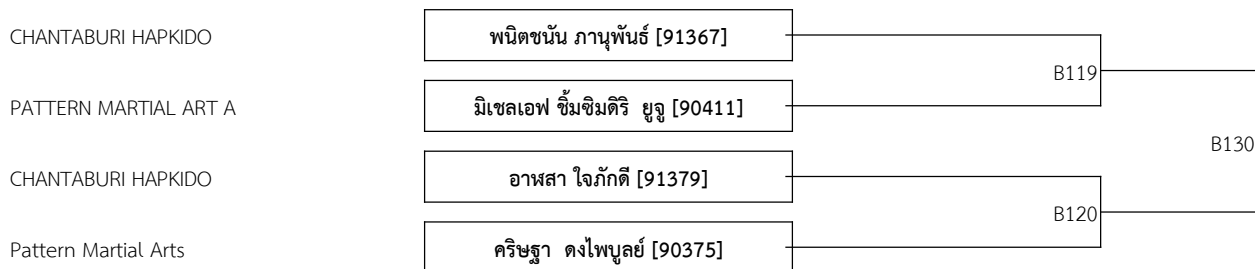 CHANTABURI HAPKIDO พนิตชนัน ภานุพันธ์ [91367]
B119
PATTERN MARTIAL ART A มิเชลเอฟ ชิ้มซิมดิริ ยูจู [90411]
B130
CHANTABURI HAPKIDO อาฬสา ใจภักดี [91379]
B120
Pattern Martial Arts คริษฐา ดงไพบูลย์ [90375]